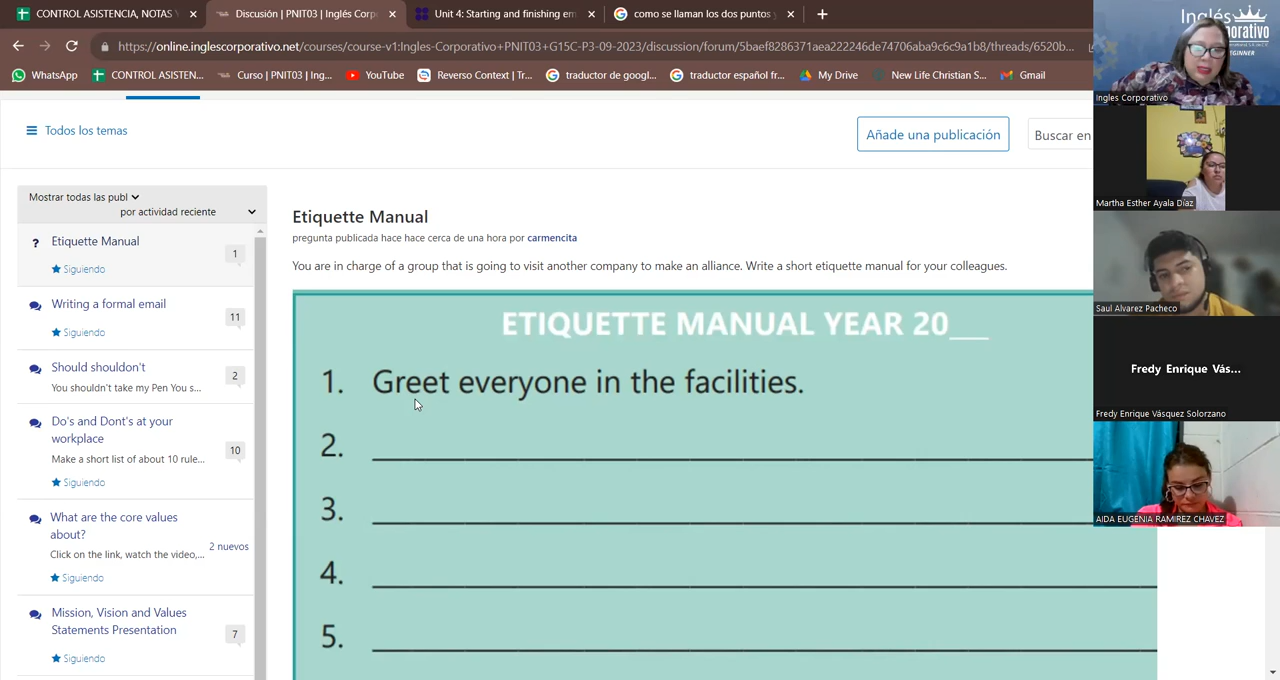 CONTROL ASISTENCIA, NOTAS
Discusión | PNIT03 | Inglés Corp
Unit 4: Starting and finishing em
como se llaman los dos puntos
https://online.inglescorporativo.net/courses/course-v1:Ingles-Corporativo+PNIT03+G15C-P3-09-2023/discussion/forum/5baef8286371aea222246de74706aba9c6c9a1b8/threads/6520b...
WhatsApp
CONTROL ASISTEN...
Curso | PNIT03 | Ing...
YouTube
Reverso Context | Tr...
traductor de googl...
traductor español fr...
My Drive
New Life Christian S...
Gmail
Todos los temas
Añade una publicación
Buscar en
Mostrar todas las publ
por actividad reciente
Etiquette Manual
1
Siguiendo
Writing a formal email
11
Siguiendo
Should shouldn't
You shouldn't take my Pen You s...
2
Siguiendo
Do's and Dont's at your
workplace
Make a short list of about 10 rule...
10
Siguiendo
What are the core values
about?
Click on the link, watch the video,...
2 nuevos
Siguiendo
Mission, Vision and Values
Statements Presentation
7
Siguiendo
Etiquette Manual
pregunta publicada hace hace cerca de una hora por carmencita
You are in charge of a group that is going to visit another company to make an alliance. Write a short etiquette manual for your colleagues.
ETIQUETTE MANUAL YEAR 20__
1. Greet everyone in the facilities.
2.
3.
4.
5.
Inglés
Ingles Corporativo
Martha Esther Ayala Díaz
Saul Alvarez Pacheco
Fredy Enrique Vás...
Fredy Enrique Vásquez Solorzano
AIDA EUGENIA RAMIREZ CHAVEZ